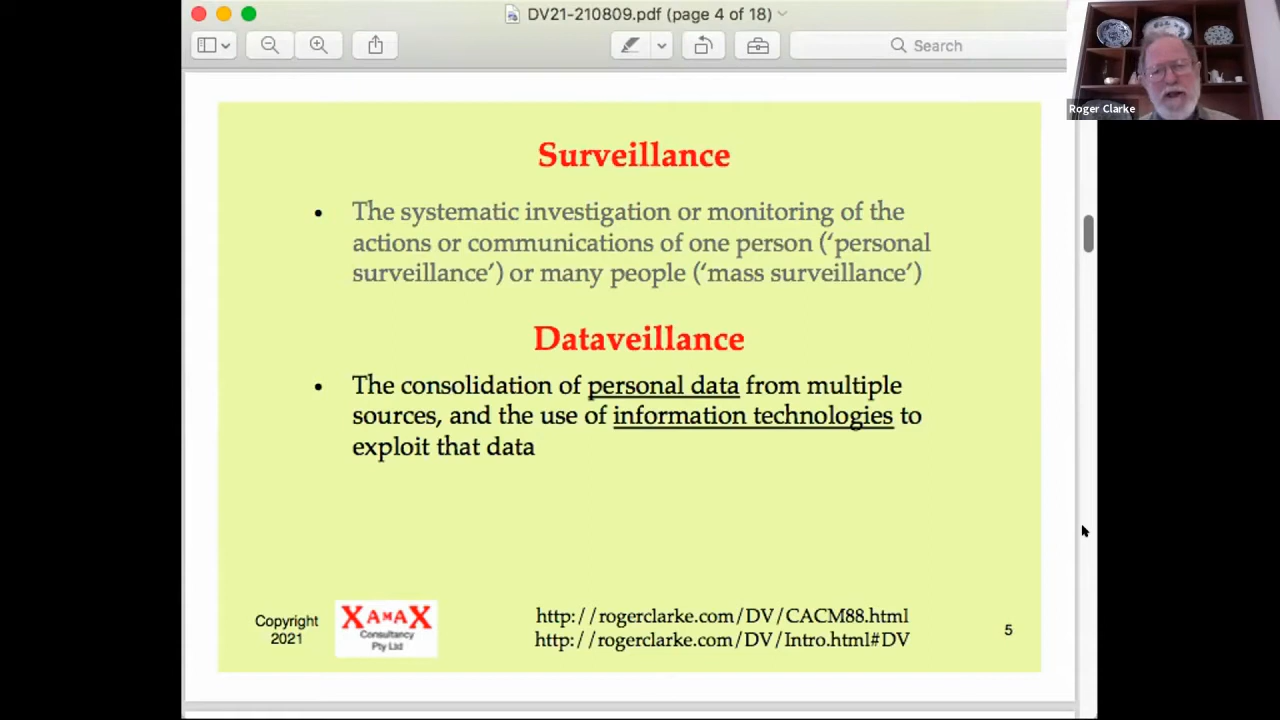 DV21-210809.pdf (page 4 of 18)
Search
Roger Clarke
Surveillance
• The systematic investigation or monitoring of the
actions or communications of one person (‘personal
surveillance’) or many people (‘mass surveillance’)
Dataveillance
• The consolidation of personal data from multiple
sources, and the use of information technologies to
exploit that data
Copyright
2021
XAMAX
Consultancy
Pty Ltd
http://rogerclarke.com/DV/CACM88.html
http://rogerclarke.com/DV/Intro.html#DV
5